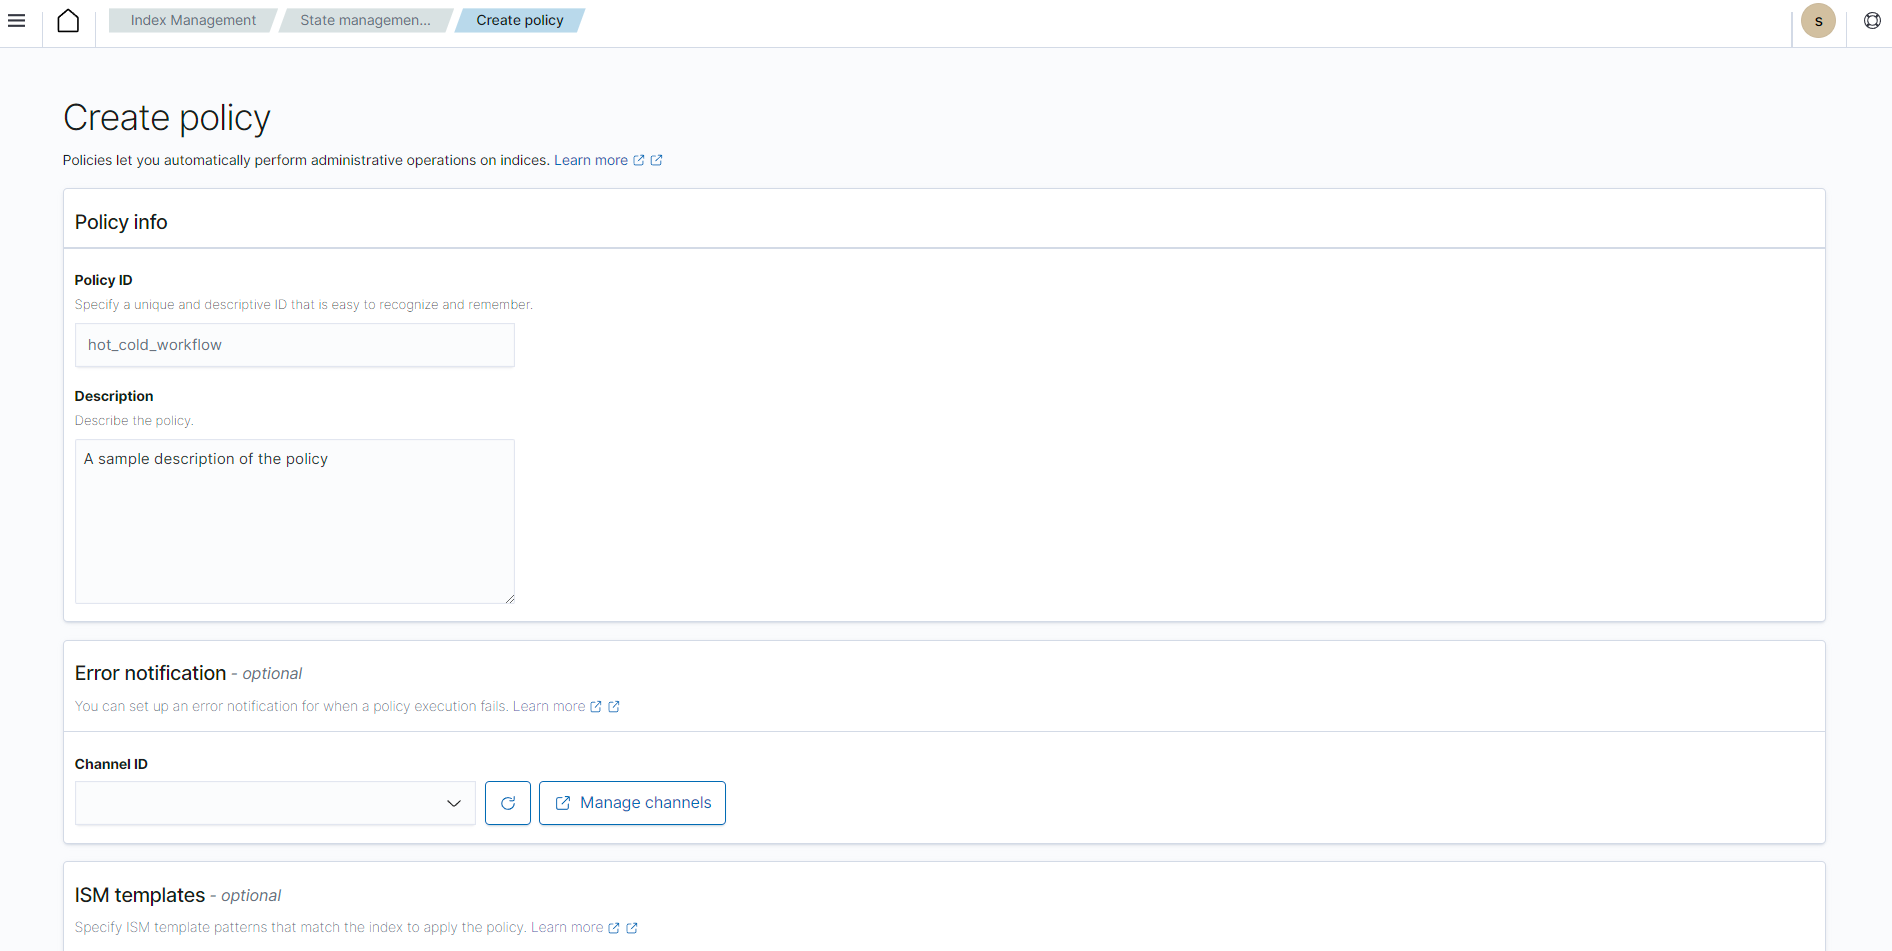 Index Management
State managemen...
Create policy
s
Create policy
Policies let you automatically perform administrative operations on indices. Learn more
Policy info
Policy ID
Specify a unique and descriptive ID that is easy to recognize and remember.
hot_cold_workflow
Description
Describe the policy.
A sample description of the policy
Error notification - optional
You can set up an error notification for when a policy execution fails. Learn more
Channel ID
Manage channels
ISM templates - optional
Specify ISM template patterns that match the index to apply the policy. Learn more